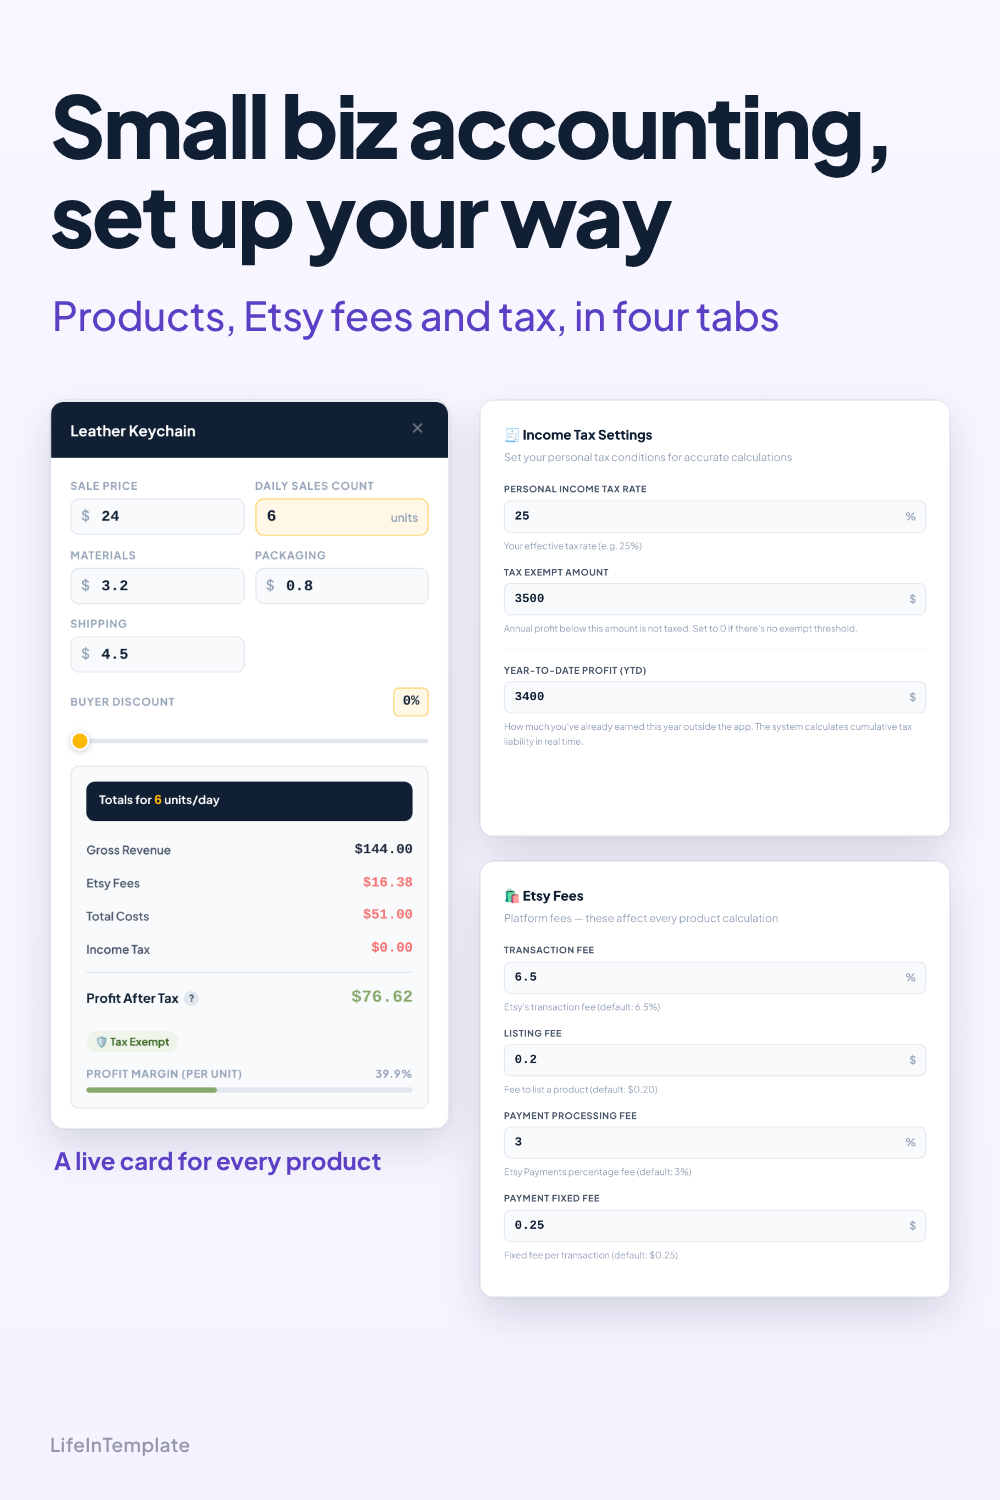 Small biz accounting,
set up your way
Products, Etsy fees and tax, in four tabs
Leather Keychain ×
SALE PRICE DAILY SALES COUNT
$ 24 6 units
MATERIALS PACKAGING
$ 3.2 $ 0.8
SHIPPING
$ 4.5
BUYER DISCOUNT 0%
Totals for 6 units/day
Gross Revenue $144.00
Etsy Fees $16.38
Total Costs $51.00
Income Tax $0.00
Profit After Tax ? $76.62
Tax Exempt
PROFIT MARGIN (PER UNIT) 39.9%
A live card for every product
Income Tax Settings
Set your personal tax conditions for accurate calculations
PERSONAL INCOME TAX RATE
25 %
Your effective tax rate (e.g. 25%)
TAX EXEMPT AMOUNT
3500 $
Annual profit below this amount is not taxed. Set to 0 if there's no exempt threshold.
YEAR-TO-DATE PROFIT (YTD)
3400 $
How much you've already earned this year outside the app. The system calculates cumulative tax
liability in real time.
Etsy Fees
Platform fees — these affect every product calculation
TRANSACTION FEE
6.5 %
Etsy's transaction fee (default: 6.5%)
LISTING FEE
0.2 $
Fee to list a product (default: $0.20)
PAYMENT PROCESSING FEE
3 %
Etsy Payments percentage fee (default: 3%)
PAYMENT FIXED FEE
0.25 $
Fixed fee per transaction (default: $0.25)
LifeInTemplate